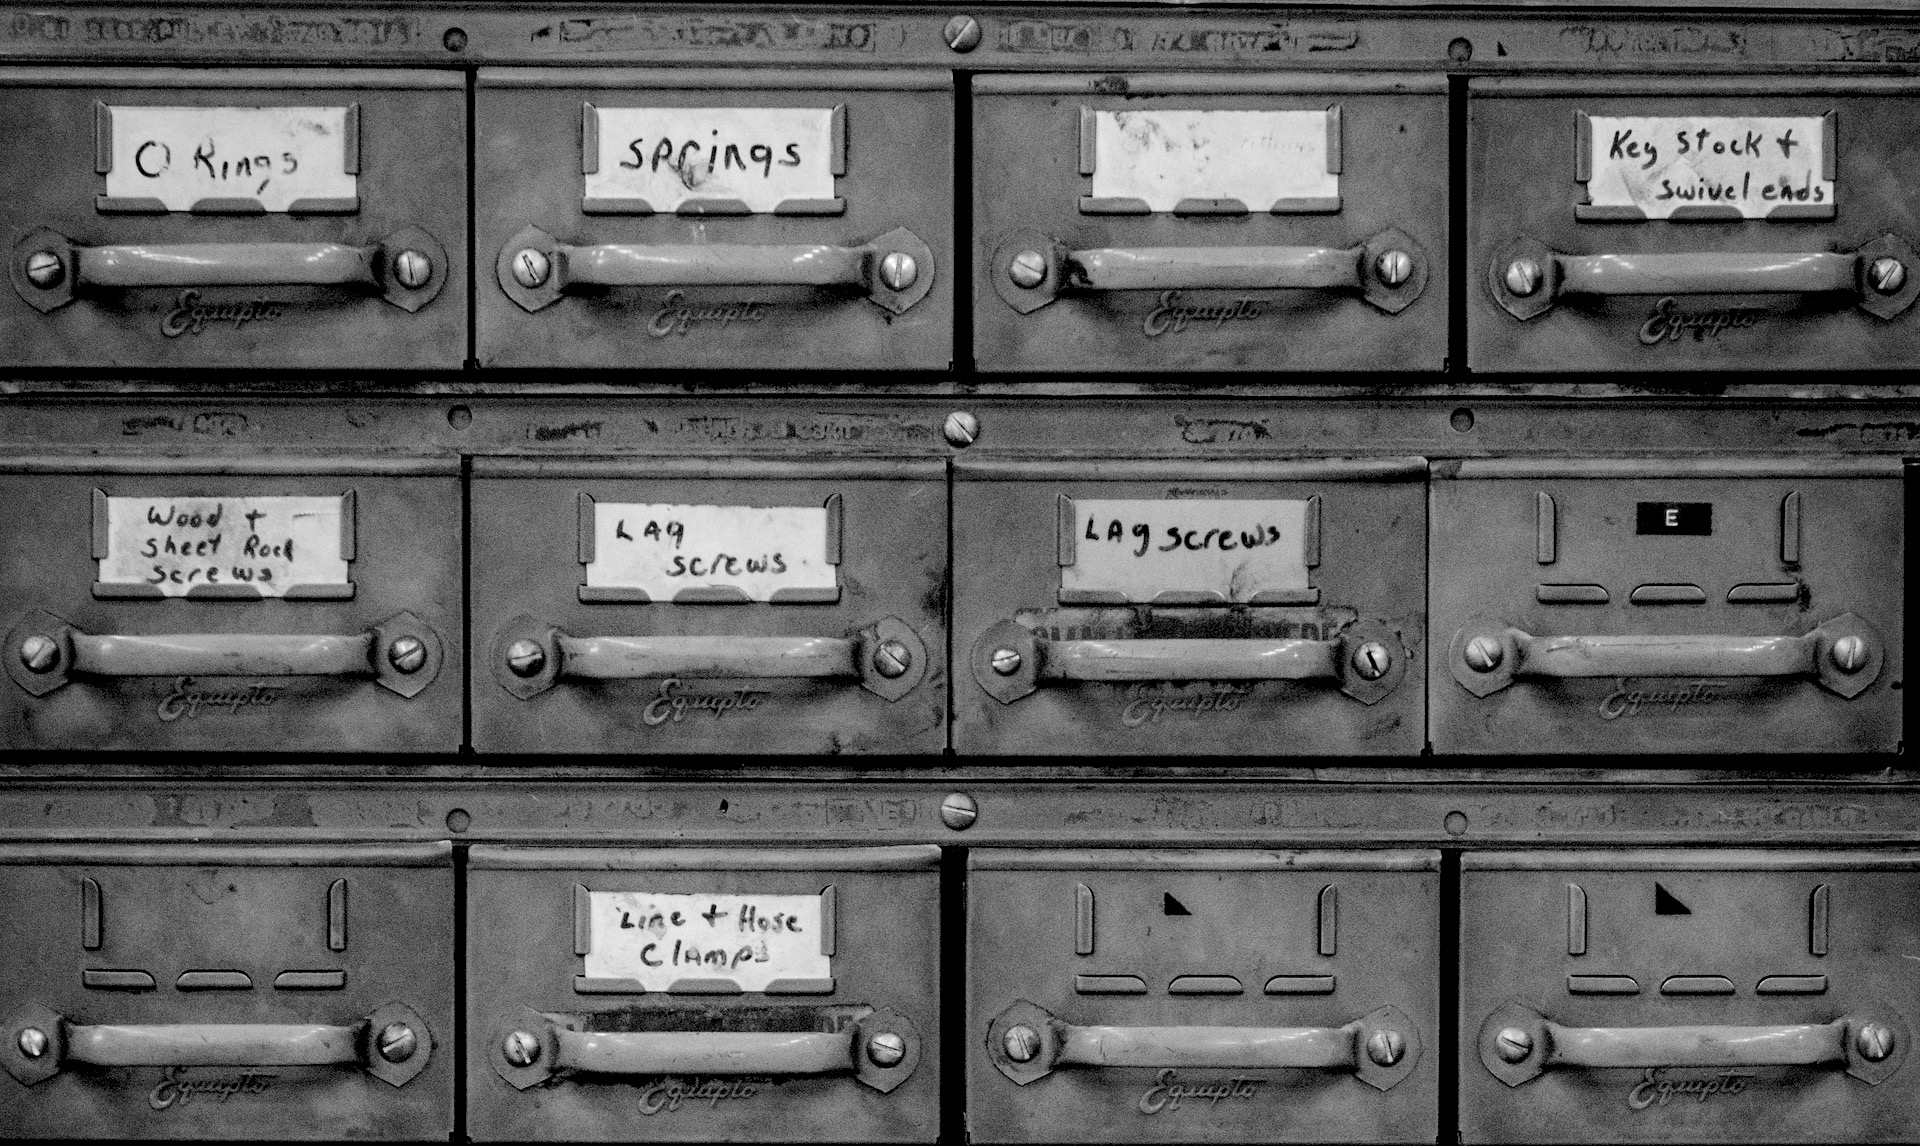 O Rings
Springs
Key Stock +
swivel ends
Equipto
Equipto
Equipto
Equipto
Wood +
sheet Rock
screws
LAg
screws
LAg screws
E
Equipto
Equipto
Equipto
Equipto
Line + Hose
Clamps
Equipto
Equipto
Equipto
Equipto